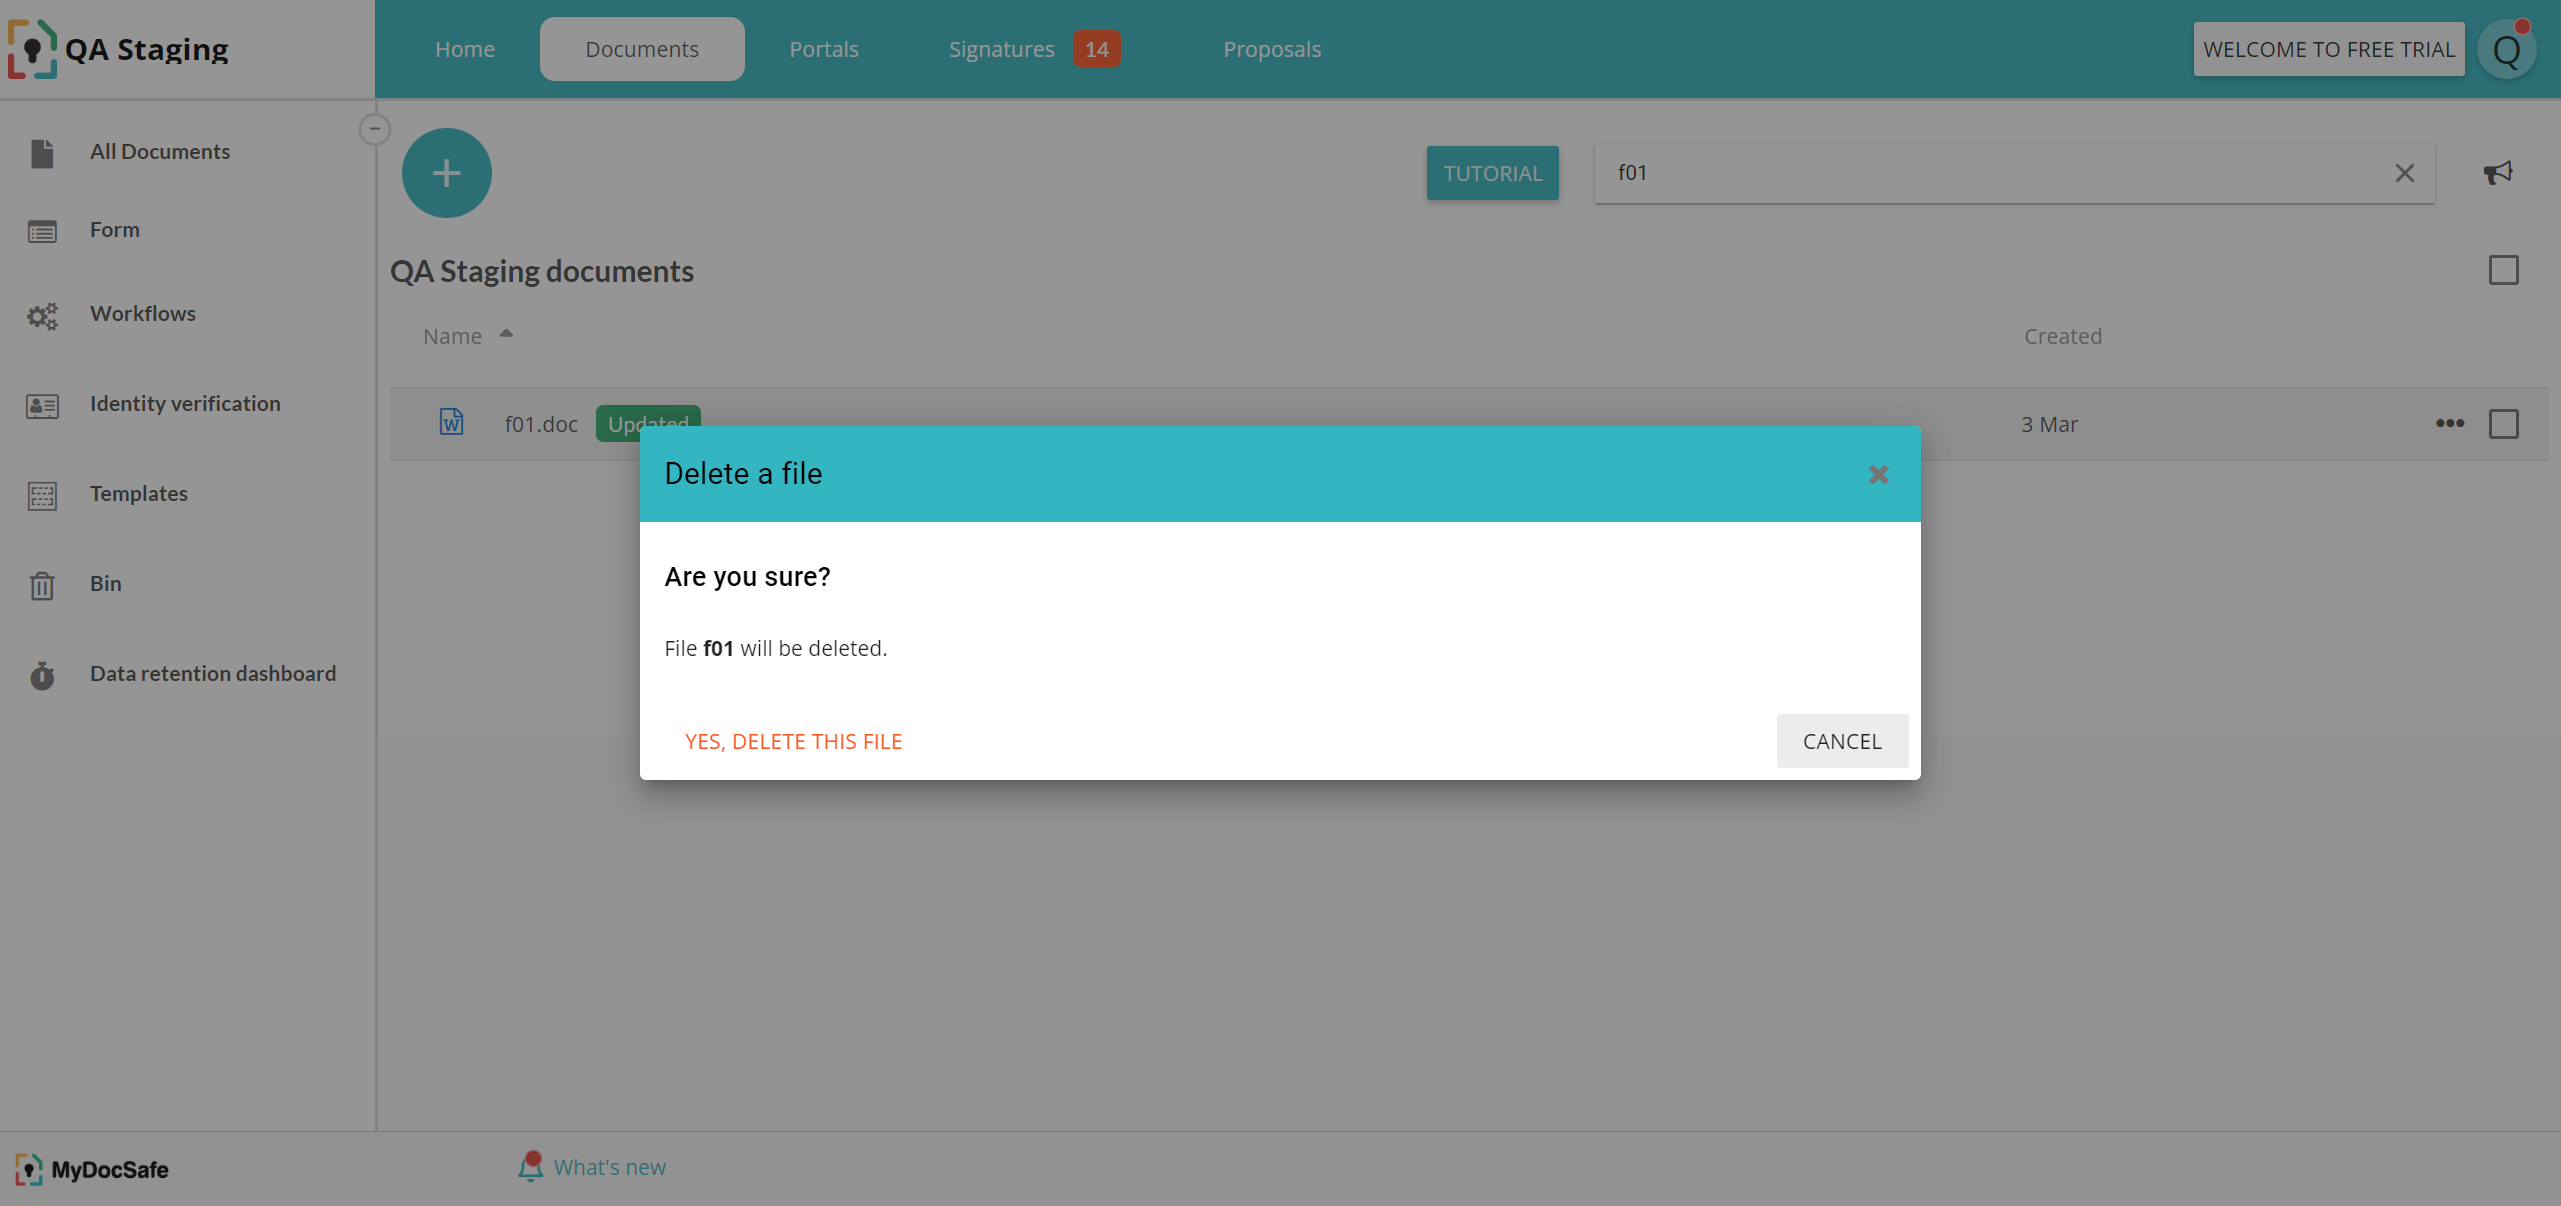 QA Staging
Home
Documents
Portals
Signatures 14
Proposals
WELCOME TO FREE TRIAL
Q
All Documents
Form
Workflows
Identity verification
Templates
Bin
Data retention dashboard
TUTORIAL
f01
QA Staging documents
Name
Created
f01.doc
Updated
3 Mar
Delete a file
Are you sure?
File f01 will be deleted.
YES, DELETE THIS FILE
CANCEL
MyDocSafe
What's new